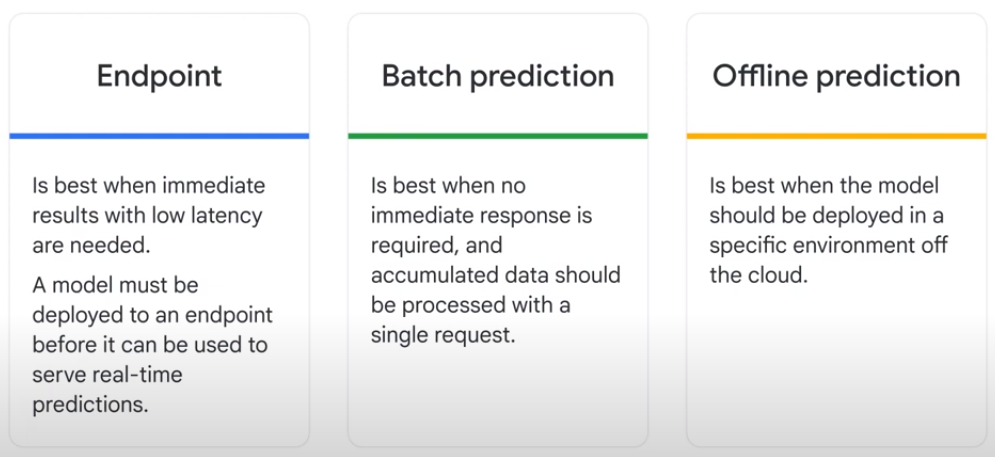 Endpoint
Is best when immediate
results with low latency
are needed.
A model must be
deployed to an endpoint
before it can be used to
serve real-time
predictions.
Batch prediction
Is best when no
immediate response is
required, and
accumulated data should
be processed with a
single request.
Offline prediction
Is best when the model
should be deployed in a
specific environment off
the cloud.